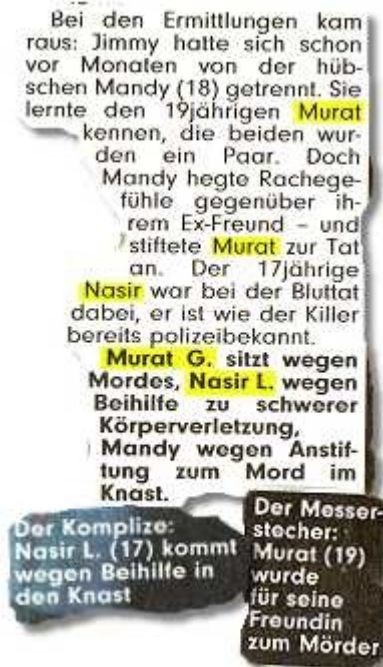 Bei den Ermittlungen kam
raus: Jimmy hatte sich schon
vor Monaten von der hüb-
schen Mandy (18) getrennt. Sie
lernte den 19jährigen Murat
kennen, die beiden wur-
den ein Paar. Doch
Mandy hegte Rachege-
fühle gegenüber ih-
rem Ex-Freund – und
stiftete Murat zur Tat
an. Der 17jährige
Nasir war bei der Bluttat
dabei, er ist wie der Killer
bereits polizeibekannt.
Murat G. sitzt wegen
Mordes, Nasir L. wegen
Beihilfe zu schwerer
Körperverletzung,
Mandy wegen Anstif-
tung zum Mord im
Knast.
Der Komplize:
Nasir L. (17) kommt
wegen Beihilfe in
den Knast
Der Messer-
stecher:
Murat (19)
wurde
für seine
Freundin
zum Mörder